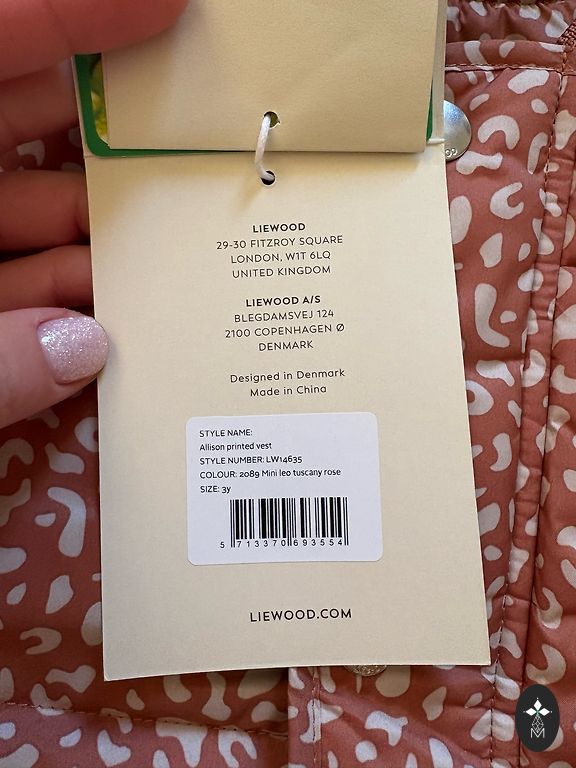 LIEWOOD
29-30 FITZROY SQUARE
LONDON, W1T 6LQ
UNITED KINGDOM
LIEWOOD A/S
BLEGDAMSVEJ 124
2100 COPENHAGEN Ø
DENMARK
Designed in Denmark
Made in China
STYLE NAME:
Allison printed vest
STYLE NUMBER: LW14635
COLOUR: 2089 Mini leo tuscany rose
SIZE: 3y
5 713370 693554
LIEWOOD.COM